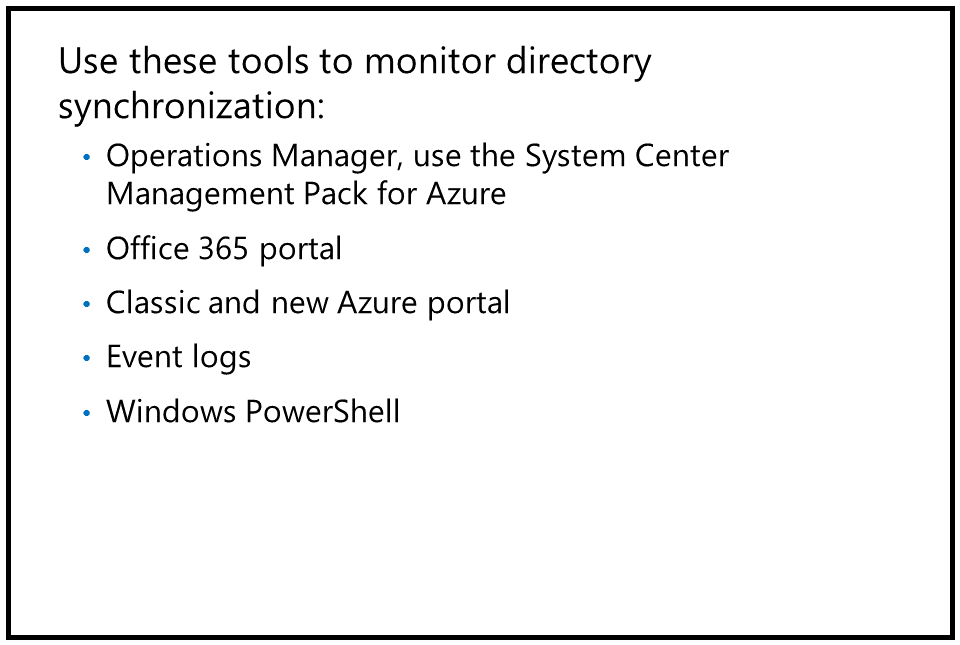 Use these tools to monitor directory
synchronization:
• Operations Manager, use the System Center
Management Pack for Azure
• Office 365 portal
• Classic and new Azure portal
• Event logs
• Windows PowerShell